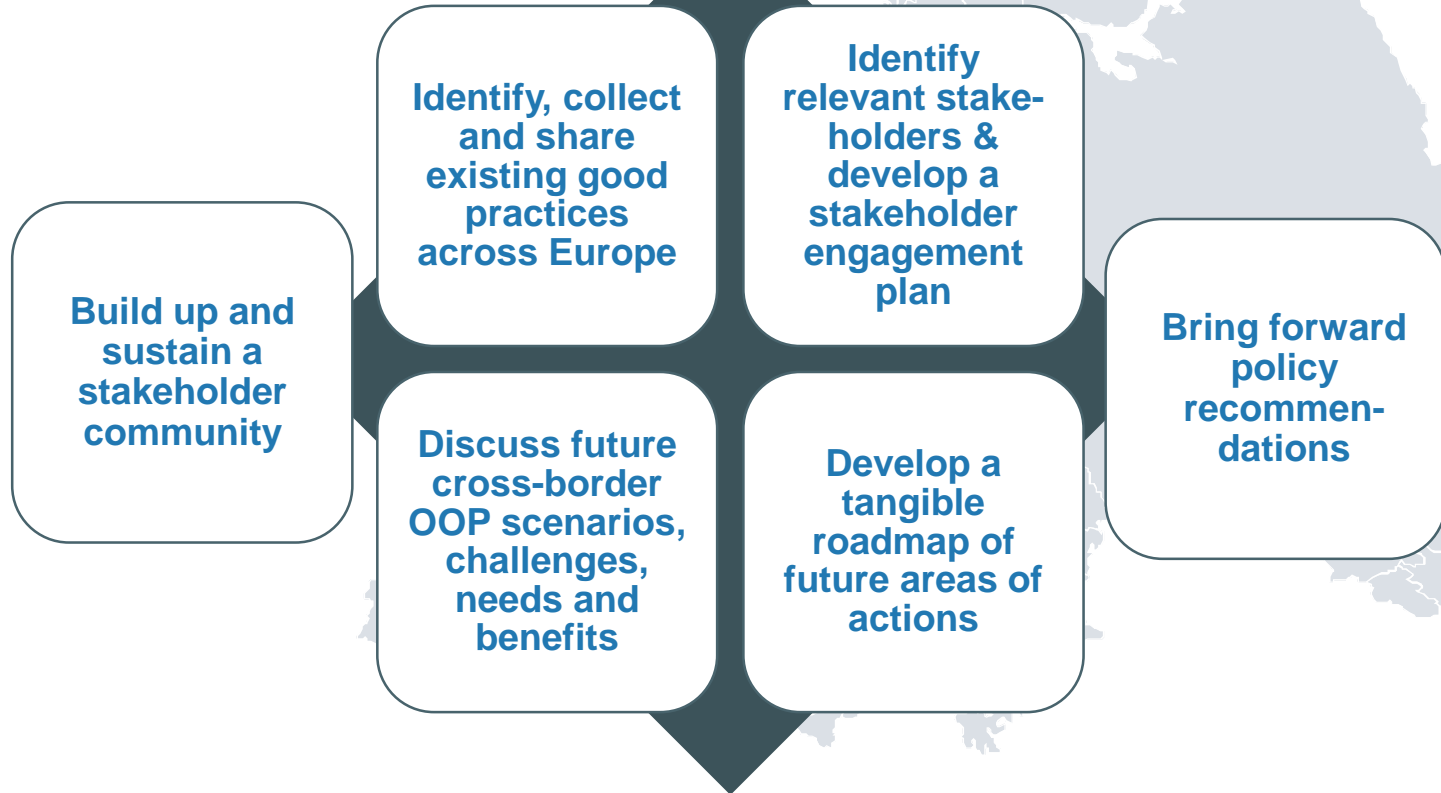 Identify, collect
and share
existing good
practices
across Europe
Identify
relevant stake-
holders &
develop a
stakeholder
engagement
plan
Build up and
sustain a
stakeholder
community
Bring forward
policy
recommen-
dations
Discuss future
cross-border
OOP scenarios,
challenges,
needs and
benefits
Develop a
tangible
roadmap of
future areas of
actions